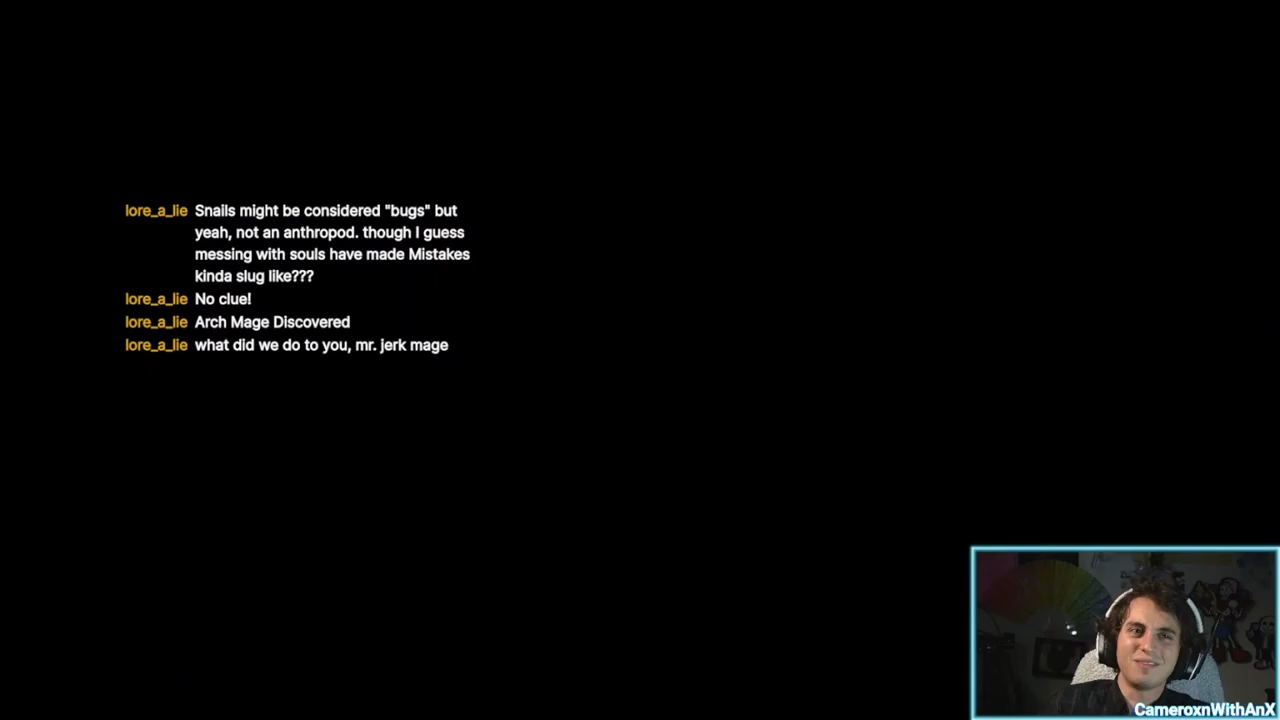 lore_a_lie Snails might be considered "bugs" but
yeah, not an anthropod. though I guess
messing with souls have made Mistakes
kinda slug like???
lore_a_lie No clue!
lore_a_lie Arch Mage Discovered
lore_a_lie what did we do to you, mr. jerk mage
CameroxnWithAnX